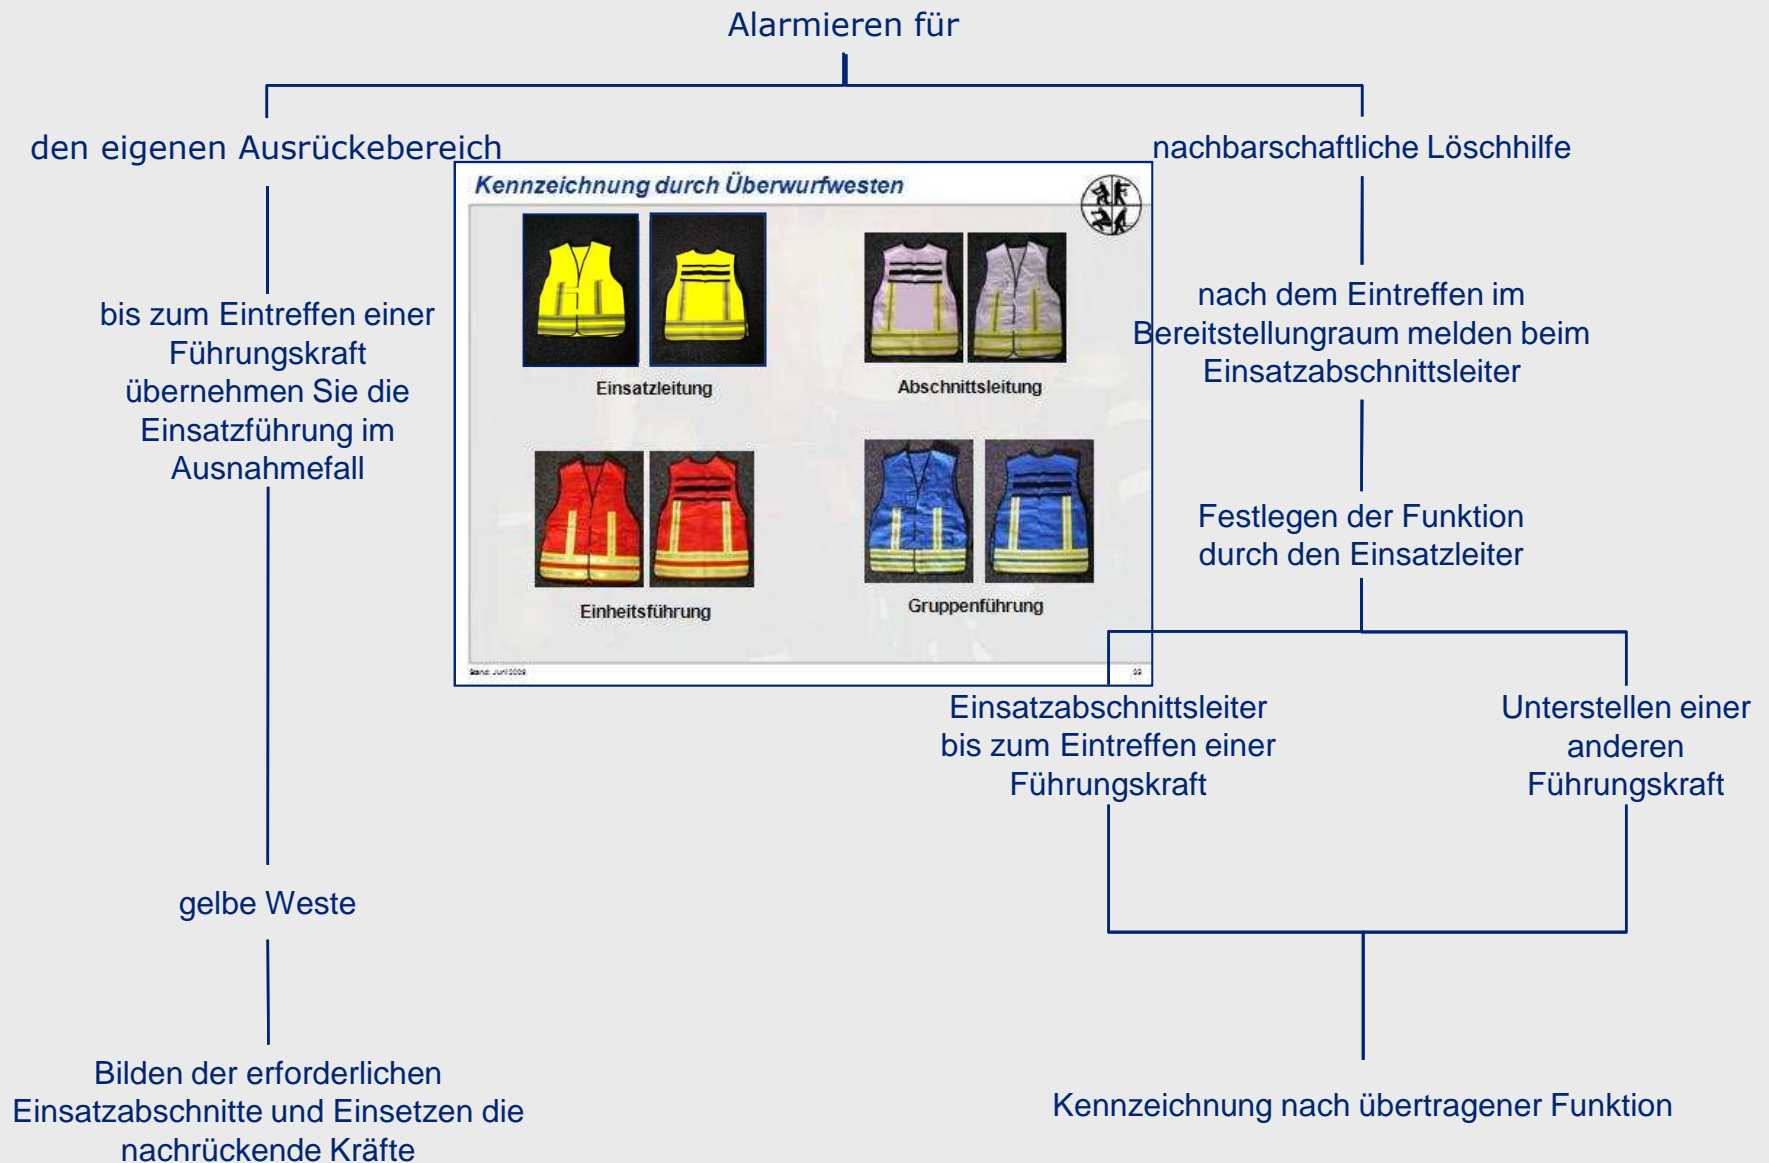 Alarmieren für
den eigenen Ausrückebereich
bis zum Eintreffen einer
Führungskraft
übernehmen Sie die
Einsatzführung im
Ausnahmefall
gelbe Weste
Bilden der erforderlichen
Einsatzabschnitte und Einsetzen die
nachrückende Kräfte
Kennzeichnung durch Überwurfwesten
Einsatzleitung
Abschnittsleitung
Einheitsführung
Gruppenführung
Stand: Juni 2009
nachbarschaftliche Löschhilfe
nach dem Eintreffen im
Bereitstellungraum melden beim
Einsatzabschnittsleiter
Festlegen der Funktion
durch den Einsatzleiter
Einsatzabschnittsleiter
bis zum Eintreffen einer
Führungskraft
Unterstellen einer
anderen
Führungskraft
Kennzeichnung nach übertragener Funktion